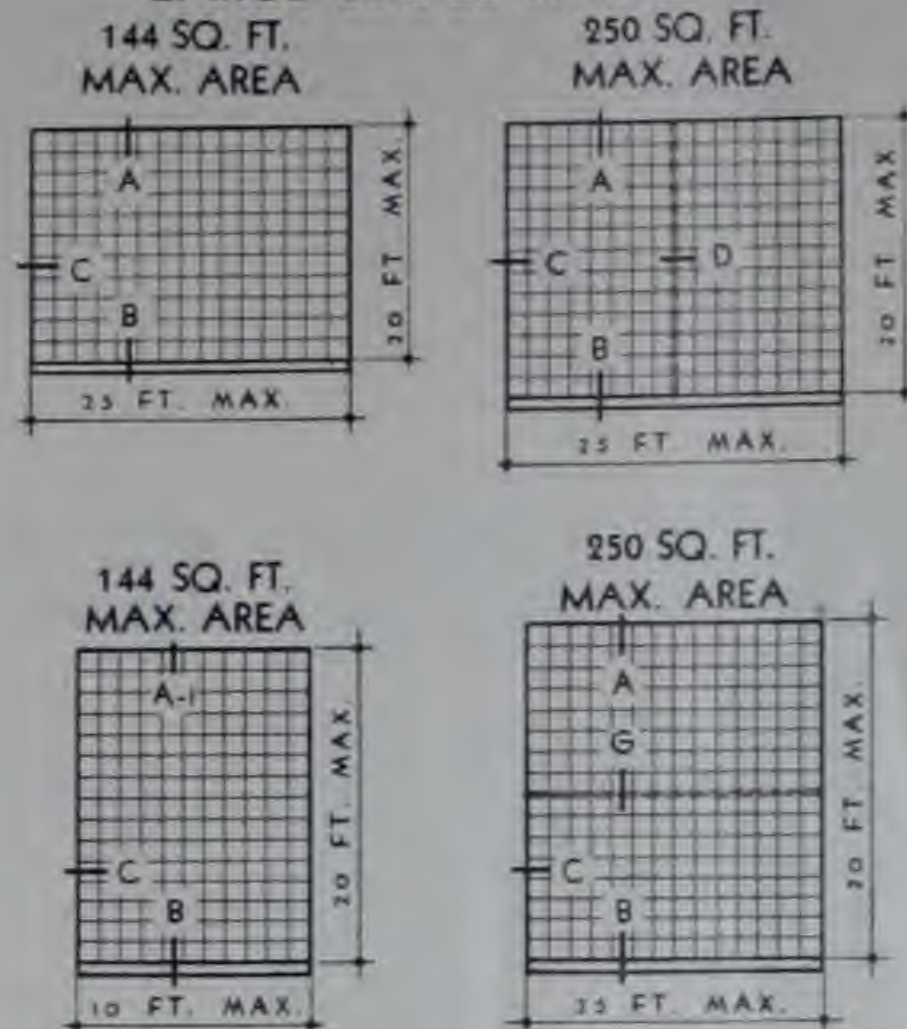 144 SQ. FT.
MAX. AREA
A
C
B
20 FT MAX.
25 FT. MAX.
250 SQ. FT.
MAX. AREA
A
C
D
B
20 FT MAX
25 FT. MAX.
144 SQ. FT.
MAX. AREA
A-1
C
B
20 FT. MAX.
10 FT. MAX.
250 SQ. FT.
MAX. AREA
A
G
C
B
20 FT. MAX.
25 FT. MAX.